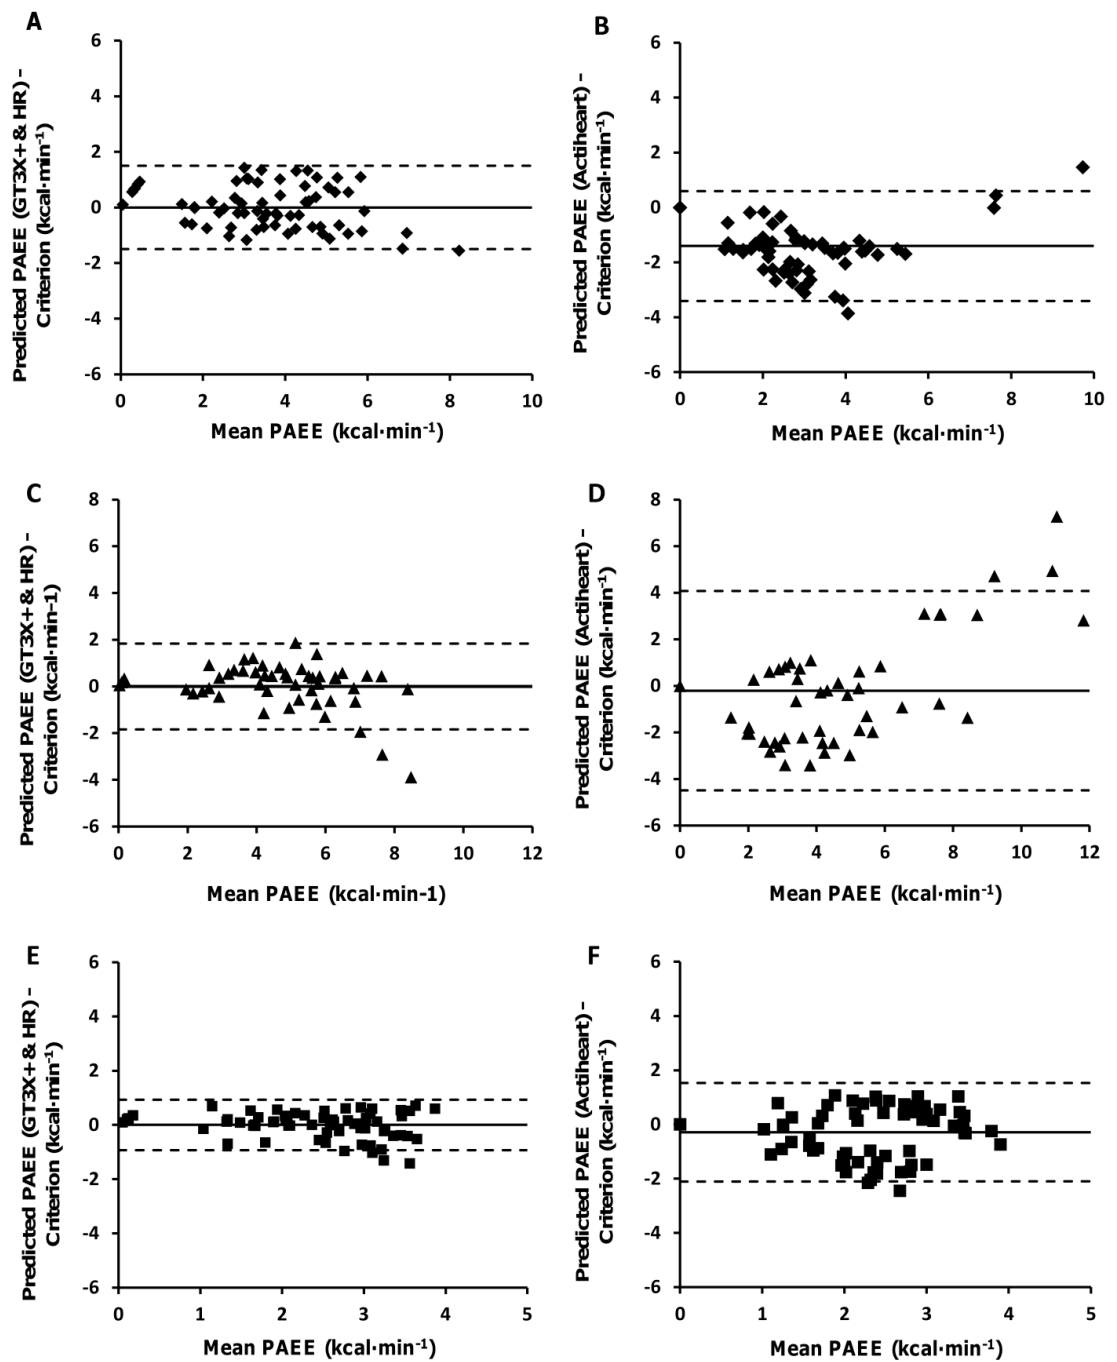 A
Predicted PAEE (GT3X+ & HR) –
Criterion (kcal·min⁻¹)
6
4
2
0
-2
-4
-6
0 2 4 6 8 10
Mean PAEE (kcal·min⁻¹)
B
Predicted PAEE (Actiheart) –
Criterion (kcal·min⁻¹)
6
4
2
0
-2
-4
-6
0 2 4 6 8 10
Mean PAEE (kcal·min⁻¹)
C
Predicted PAEE (GT3X+ & HR) –
Criterion (kcal·min-1)
8
6
4
2
0
-2
-4
-6
0 2 4 6 8 10 12
Mean PAEE (kcal·min-1)
D
Predicted PAEE (Actiheart) –
Criterion (kcal·min⁻¹)
8
6
4
2
0
-2
-4
-6
0 2 4 6 8 10 12
Mean PAEE (kcal·min⁻¹)
E
Predicted PAEE (GT3X+ & HR) –
Criterion (kcal·min⁻¹)
6
4
2
0
-2
-4
-6
0 1 2 3 4 5
Mean PAEE (kcal·min⁻¹)
F
Predicted PAEE (Actiheart) –
Criterion (kcal·min⁻¹)
6
4
2
0
-2
-4
-6
0 1 2 3 4 5
Mean PAEE (kcal·min⁻¹)